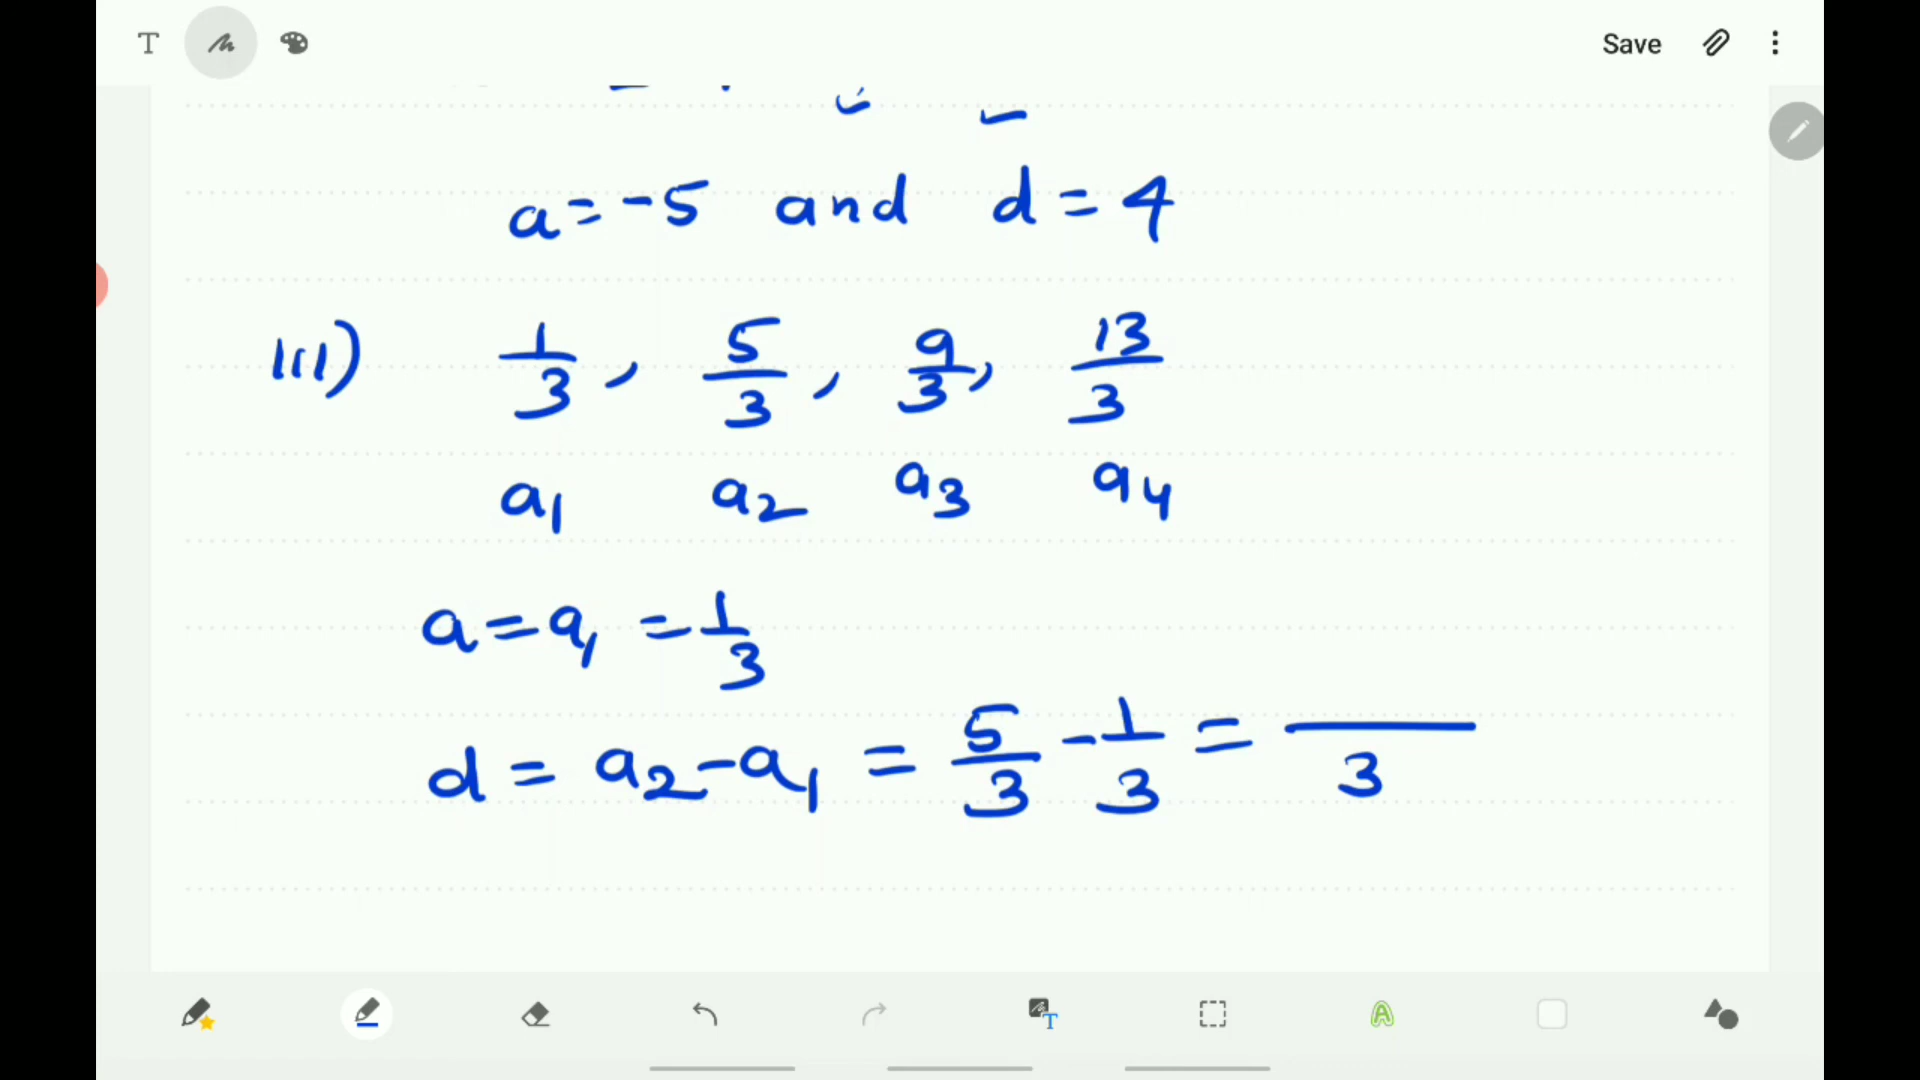 T Save
a = -5 and d = 4
iii) 1/3, 5/3, 9/3, 13/3
a1 a2 a3 a4
a = a1 = 1/3
d = a2 - a1 = 5/3 - 1/3 = /3
T A